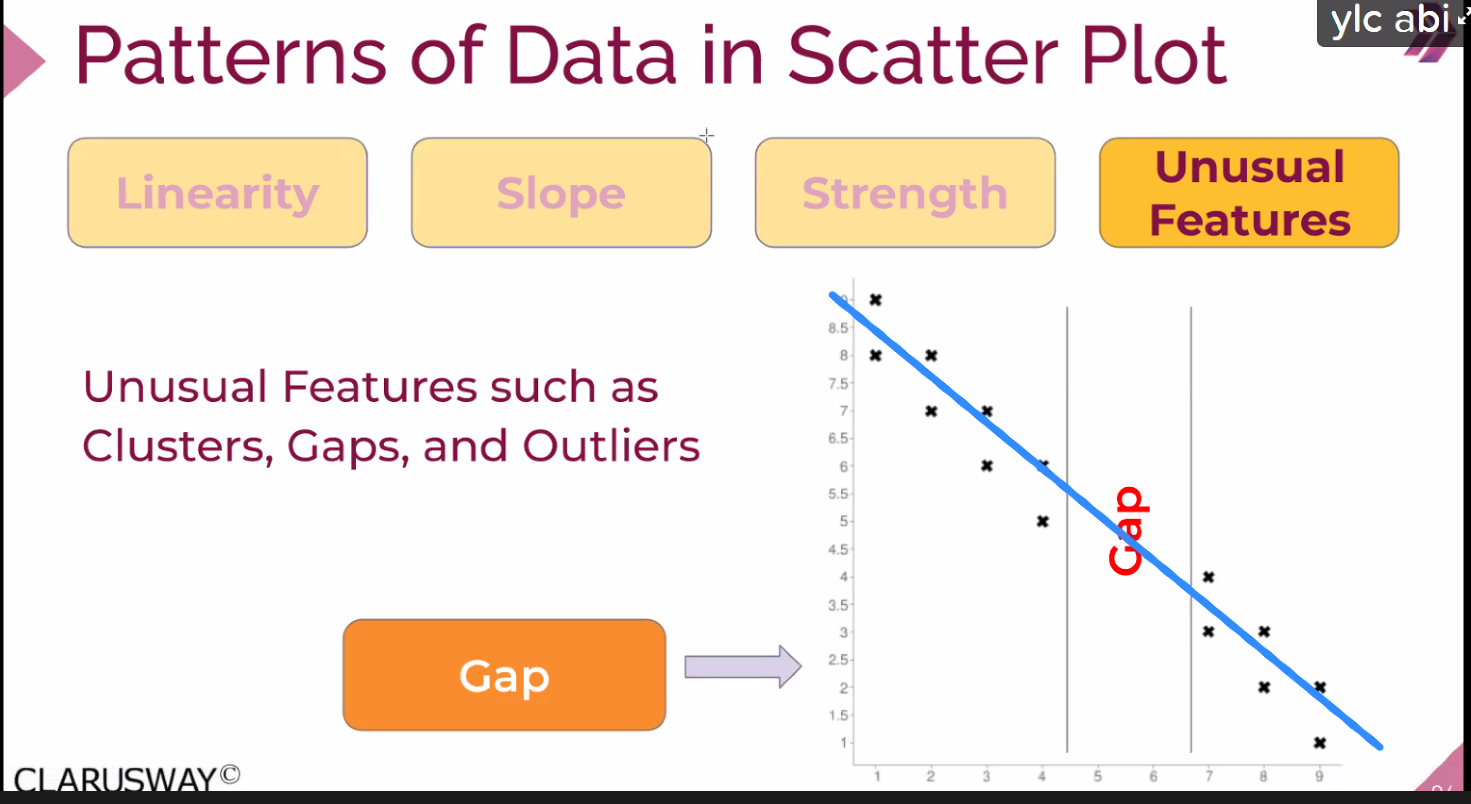 ylc abi
Patterns of Data in Scatter Plot
Linearity
Slope
Strength
Unusual
Features
Unusual Features such as
Clusters, Gaps, and Outliers
Gap
9
8.5
8
7.5
7
6.5
6
5.5
5
4.5
4
3.5
3
2.5
2
1.5
1
Gap
1 2 3 4 5 6 7 8 9
CLARUSWAY©